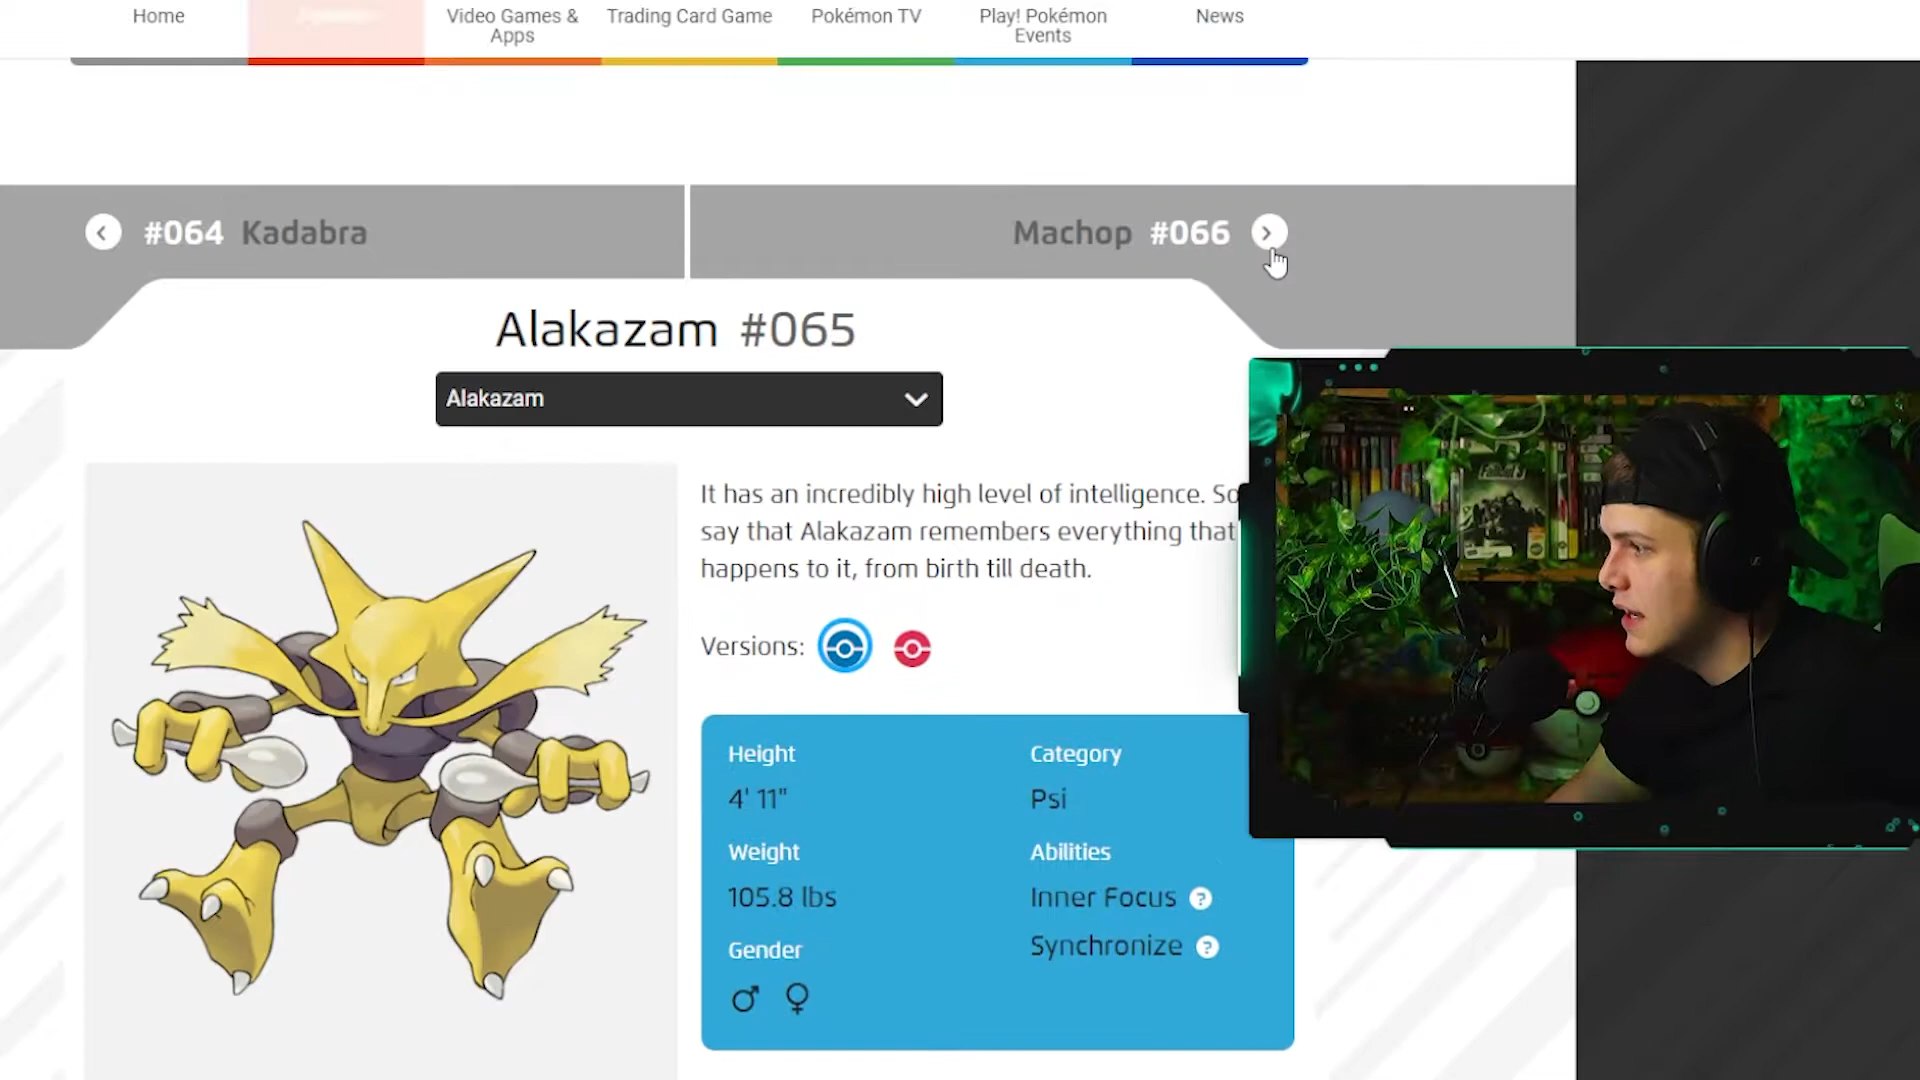 Home
Video Games &
Apps
Trading Card Game
Pokémon TV
Play! Pokémon
Events
News
#064 Kadabra
Machop #066
Alakazam #065
Alakazam
It has an incredibly high level of intelligence. So
say that Alakazam remembers everything that
happens to it, from birth till death.
Versions:
Height
4' 11"
Category
Psi
Weight
105.8 lbs
Abilities
Inner Focus ?
Synchronize ?
Gender